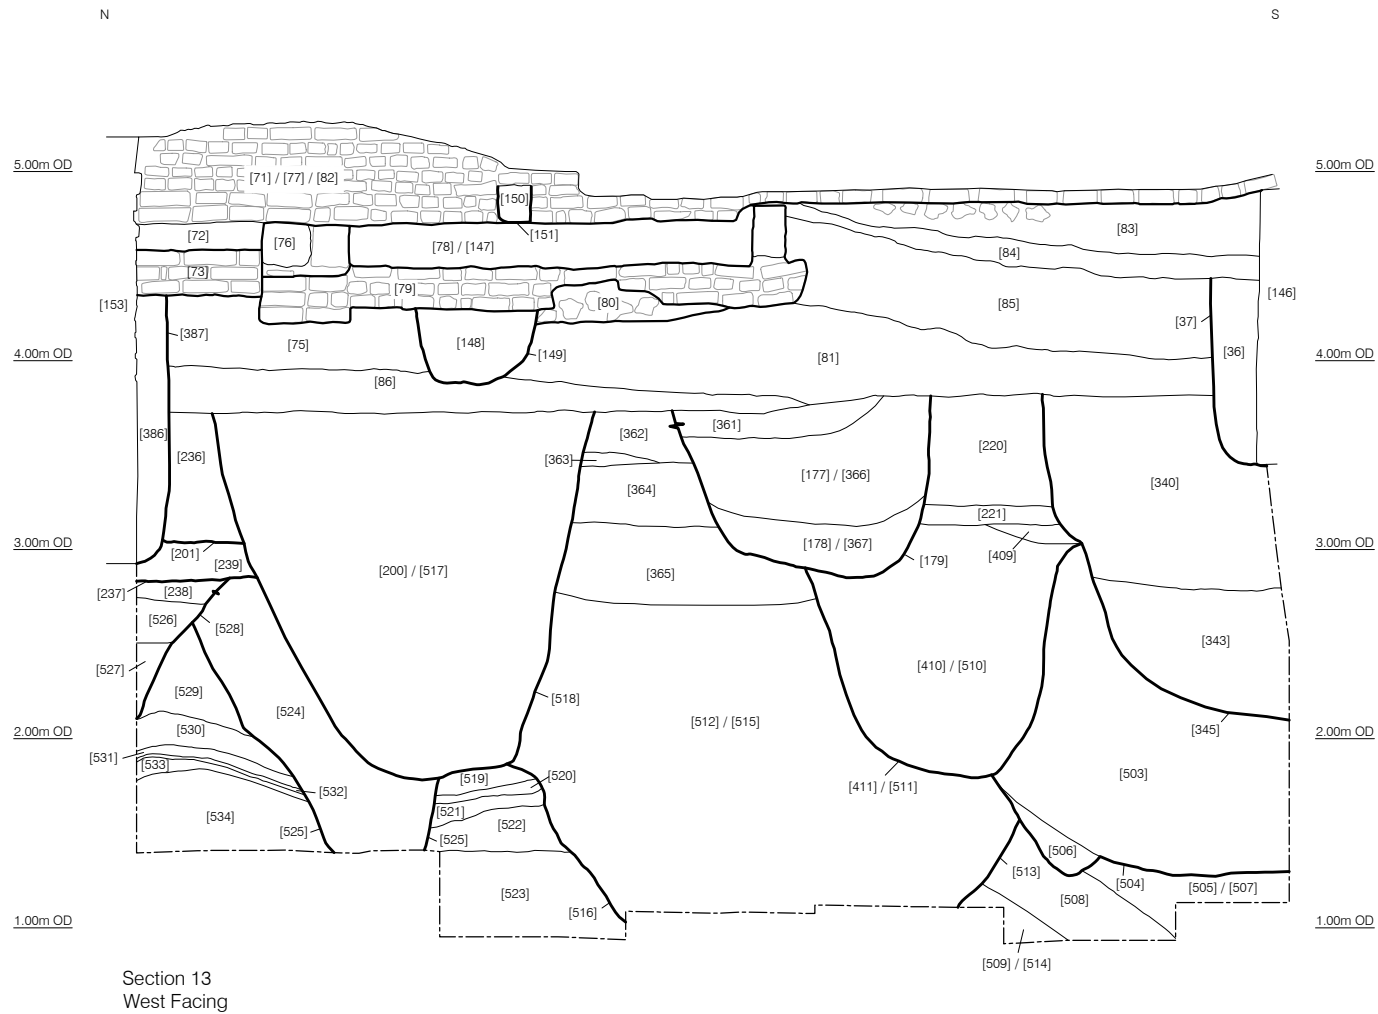 N S
5.00m OD 5.00m OD
[71] / [77] / [82]
[150]
[72] [76] [78] / [147] [151] [83]
[84]
[73]
[79] [80] [85] [146]
[153]
[387] [75] [148] [149] [81] [37] [36]
4.00m OD 4.00m OD
[86]
[386] [236] [362] [361] [220]
[363] [364] [177] / [366] [340]
[221]
3.00m OD [201] [178] / [367] [409] 3.00m OD
[239] [200] / [517] [365] [179]
[237] [238]
[526] [528]
[527] [410] / [510] [343]
[529] [518]
[524] [512] / [515]
2.00m OD [530] [345] 2.00m OD
[531] [533] [519] [520] [503]
[532] [411] / [511]
[534] [521] [522]
[525] [525] [506]
[513] [504] [505] / [507]
[523] [508]
[516]
1.00m OD 1.00m OD
[509] / [514]
Section 13
West Facing